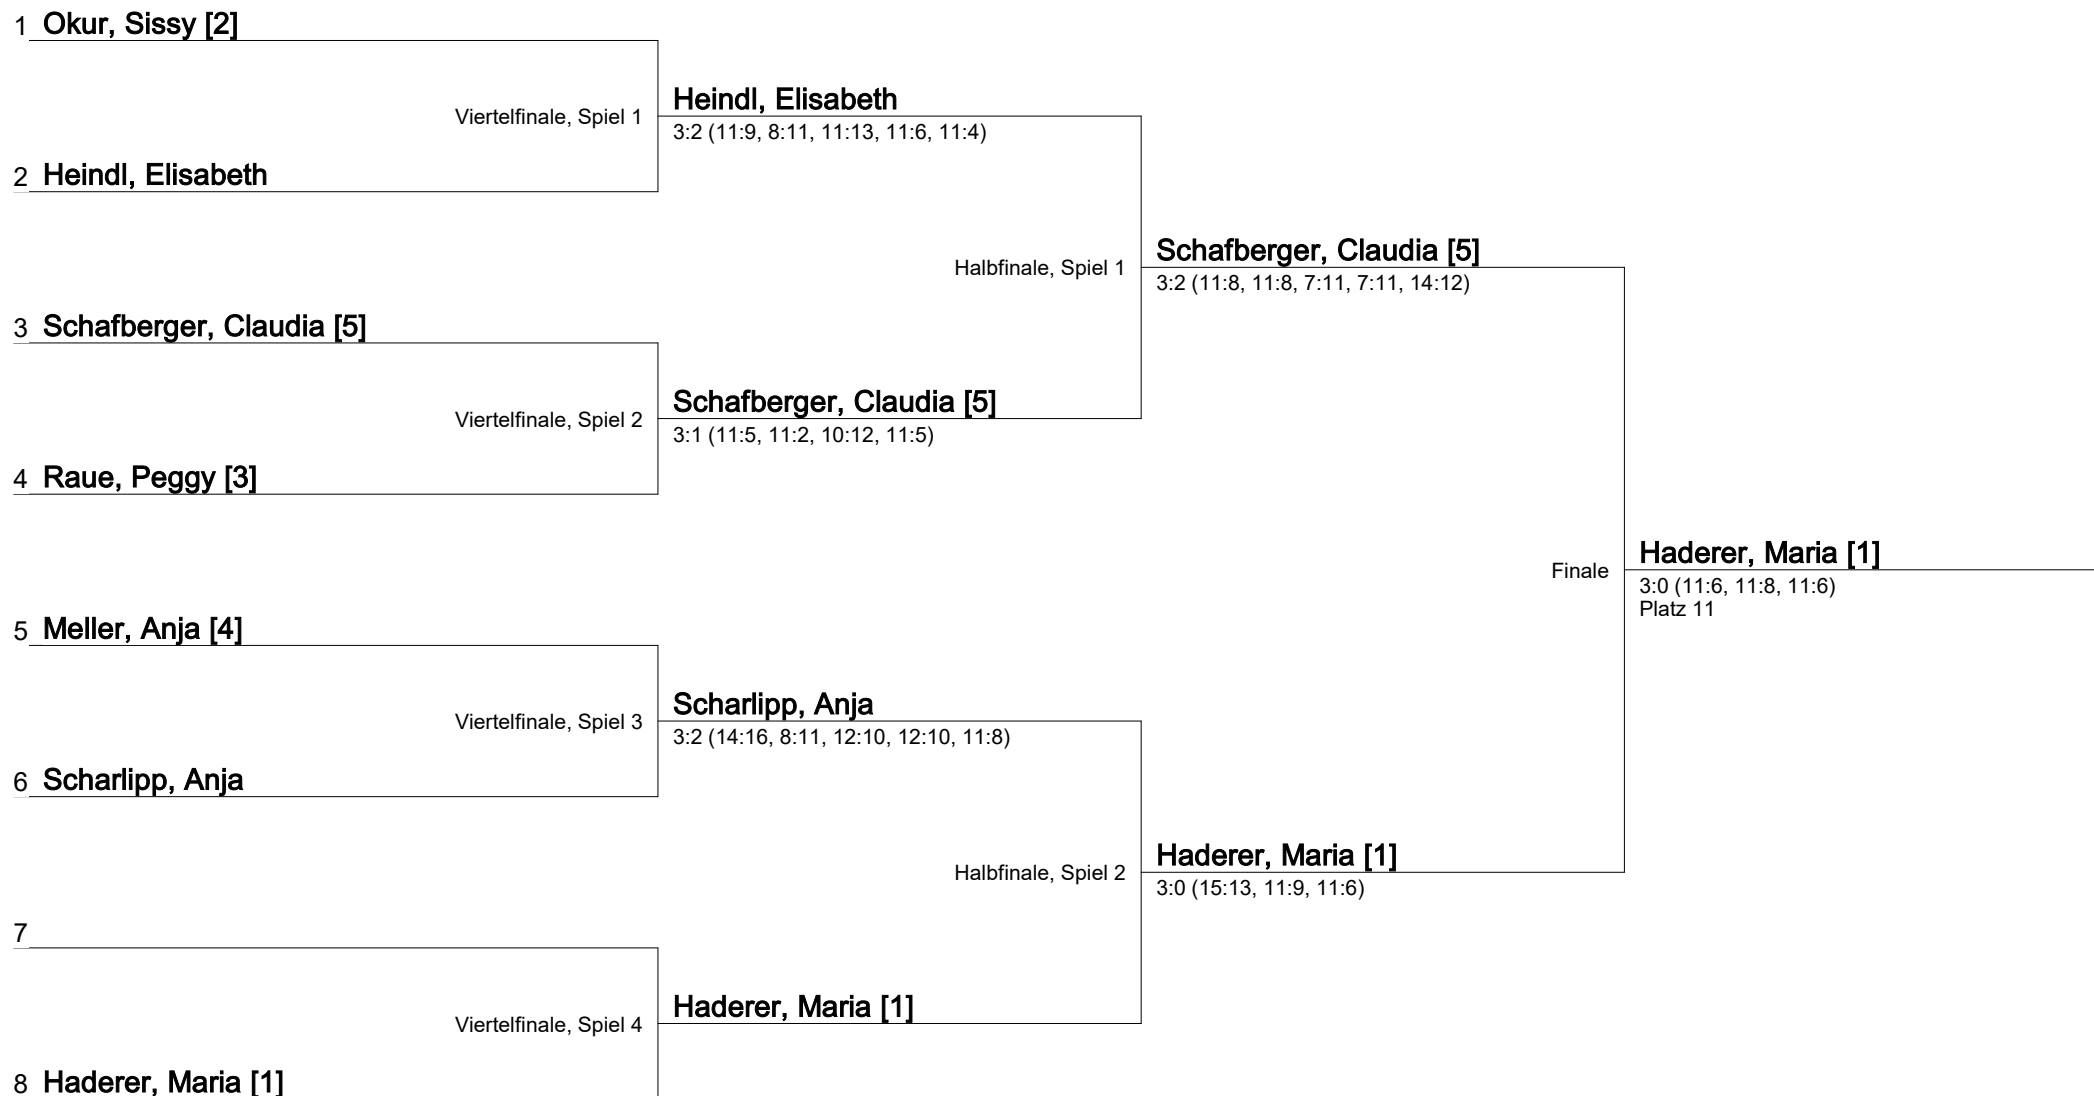 1 Okur, Sissy [2]
Viertelfinale, Spiel 1
Heindl, Elisabeth
3:2 (11:9, 8:11, 11:13, 11:6, 11:4)
2 Heindl, Elisabeth
Halbfinale, Spiel 1
Schafberger, Claudia [5]
3:2 (11:8, 11:8, 7:11, 7:11, 14:12)
3 Schafberger, Claudia [5]
Viertelfinale, Spiel 2
Schafberger, Claudia [5]
3:1 (11:5, 11:2, 10:12, 11:5)
4 Raue, Peggy [3]
Finale
Haderer, Maria [1]
3:0 (11:6, 11:8, 11:6)
Platz 11
5 Meller, Anja [4]
Viertelfinale, Spiel 3
Scharlipp, Anja
3:2 (14:16, 8:11, 12:10, 12:10, 11:8)
6 Scharlipp, Anja
Halbfinale, Spiel 2
Haderer, Maria [1]
3:0 (15:13, 11:9, 11:6)
7
Viertelfinale, Spiel 4
Haderer, Maria [1]
8 Haderer, Maria [1]